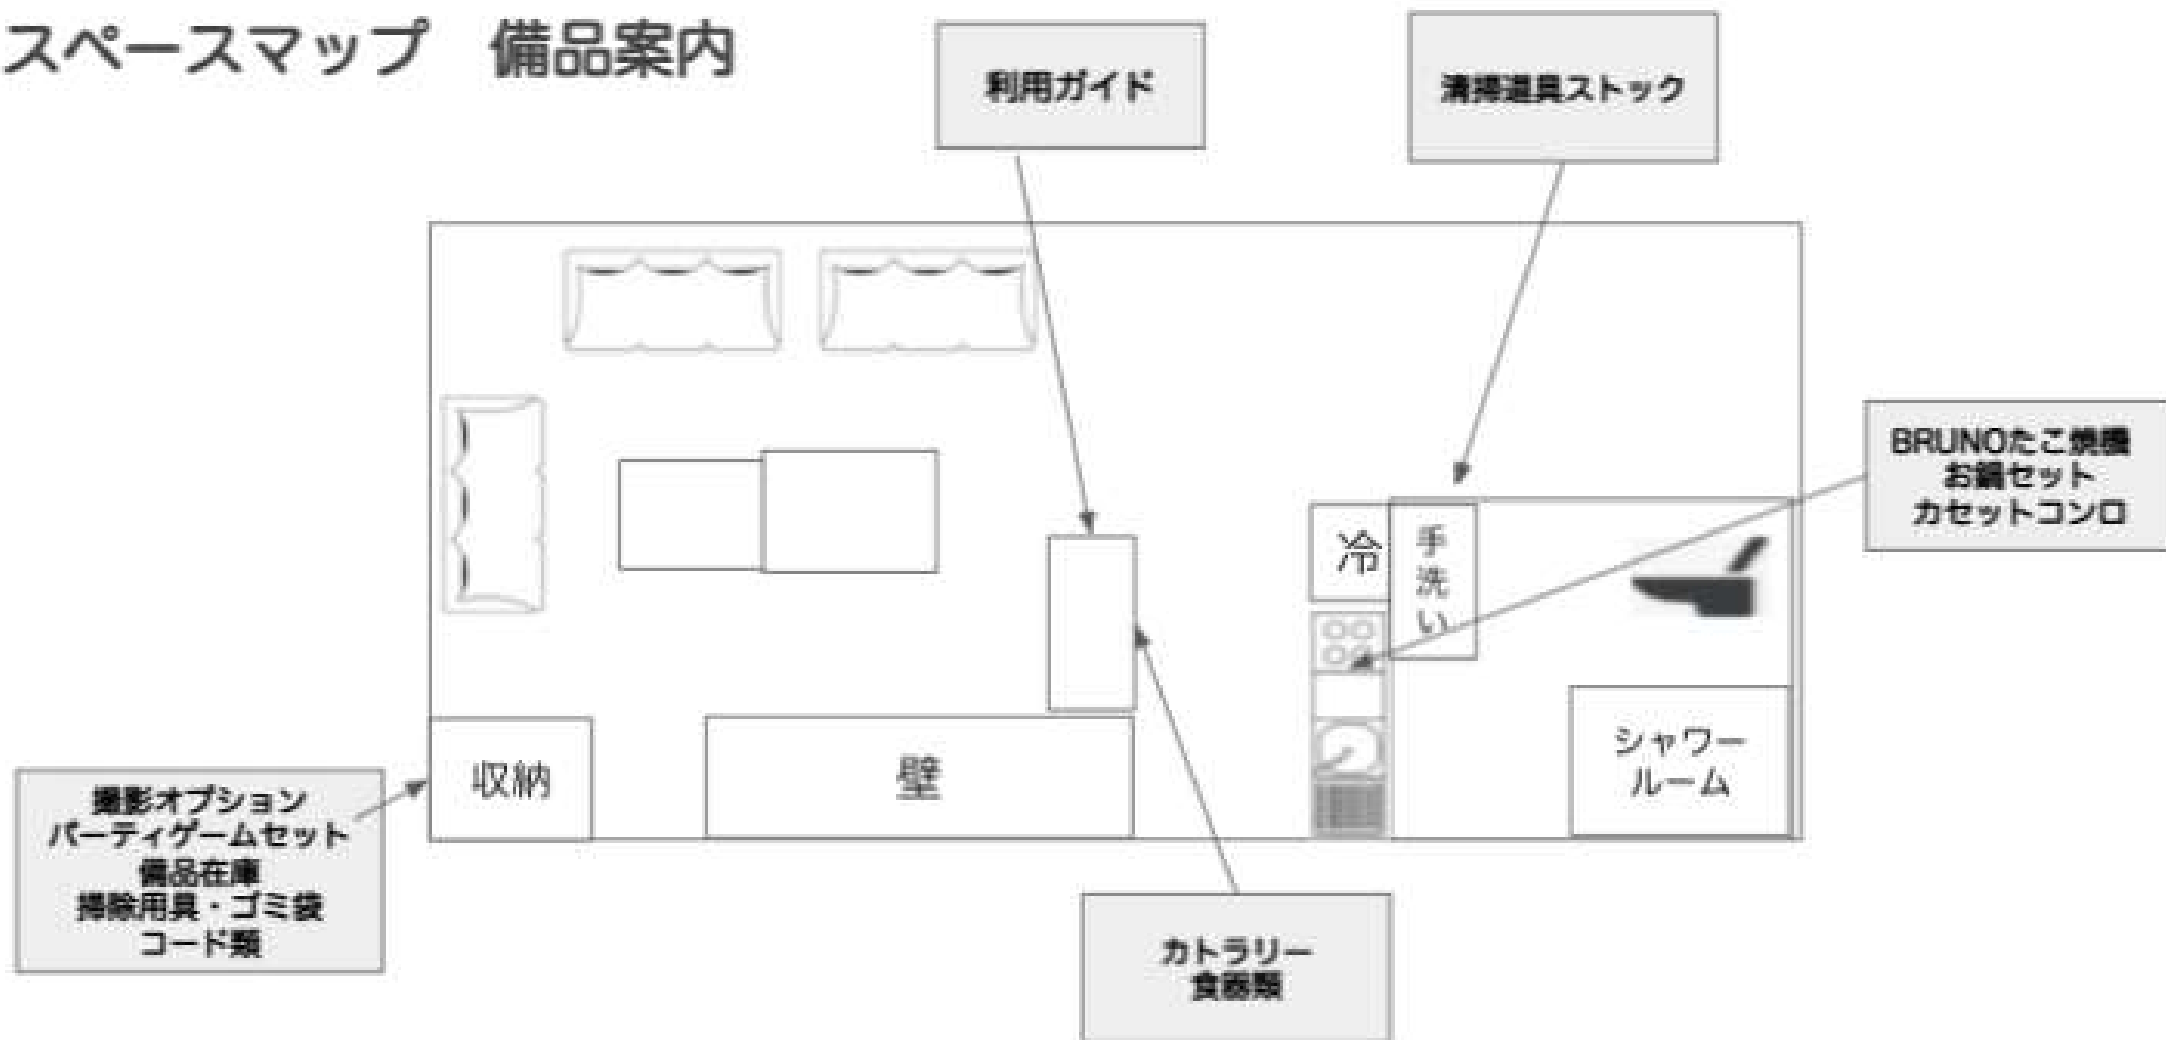 スペースマップ　備品案内
利用ガイド
清掃道具ストック
BRUNOたこ焼機
お鍋セット
カセットコンロ
冷
手洗い
シャワー
ルーム
収納
壁
撮影オプション
パーティゲームセット
備品在庫
掃除用具・ゴミ袋
コード類
カトラリー
食器類